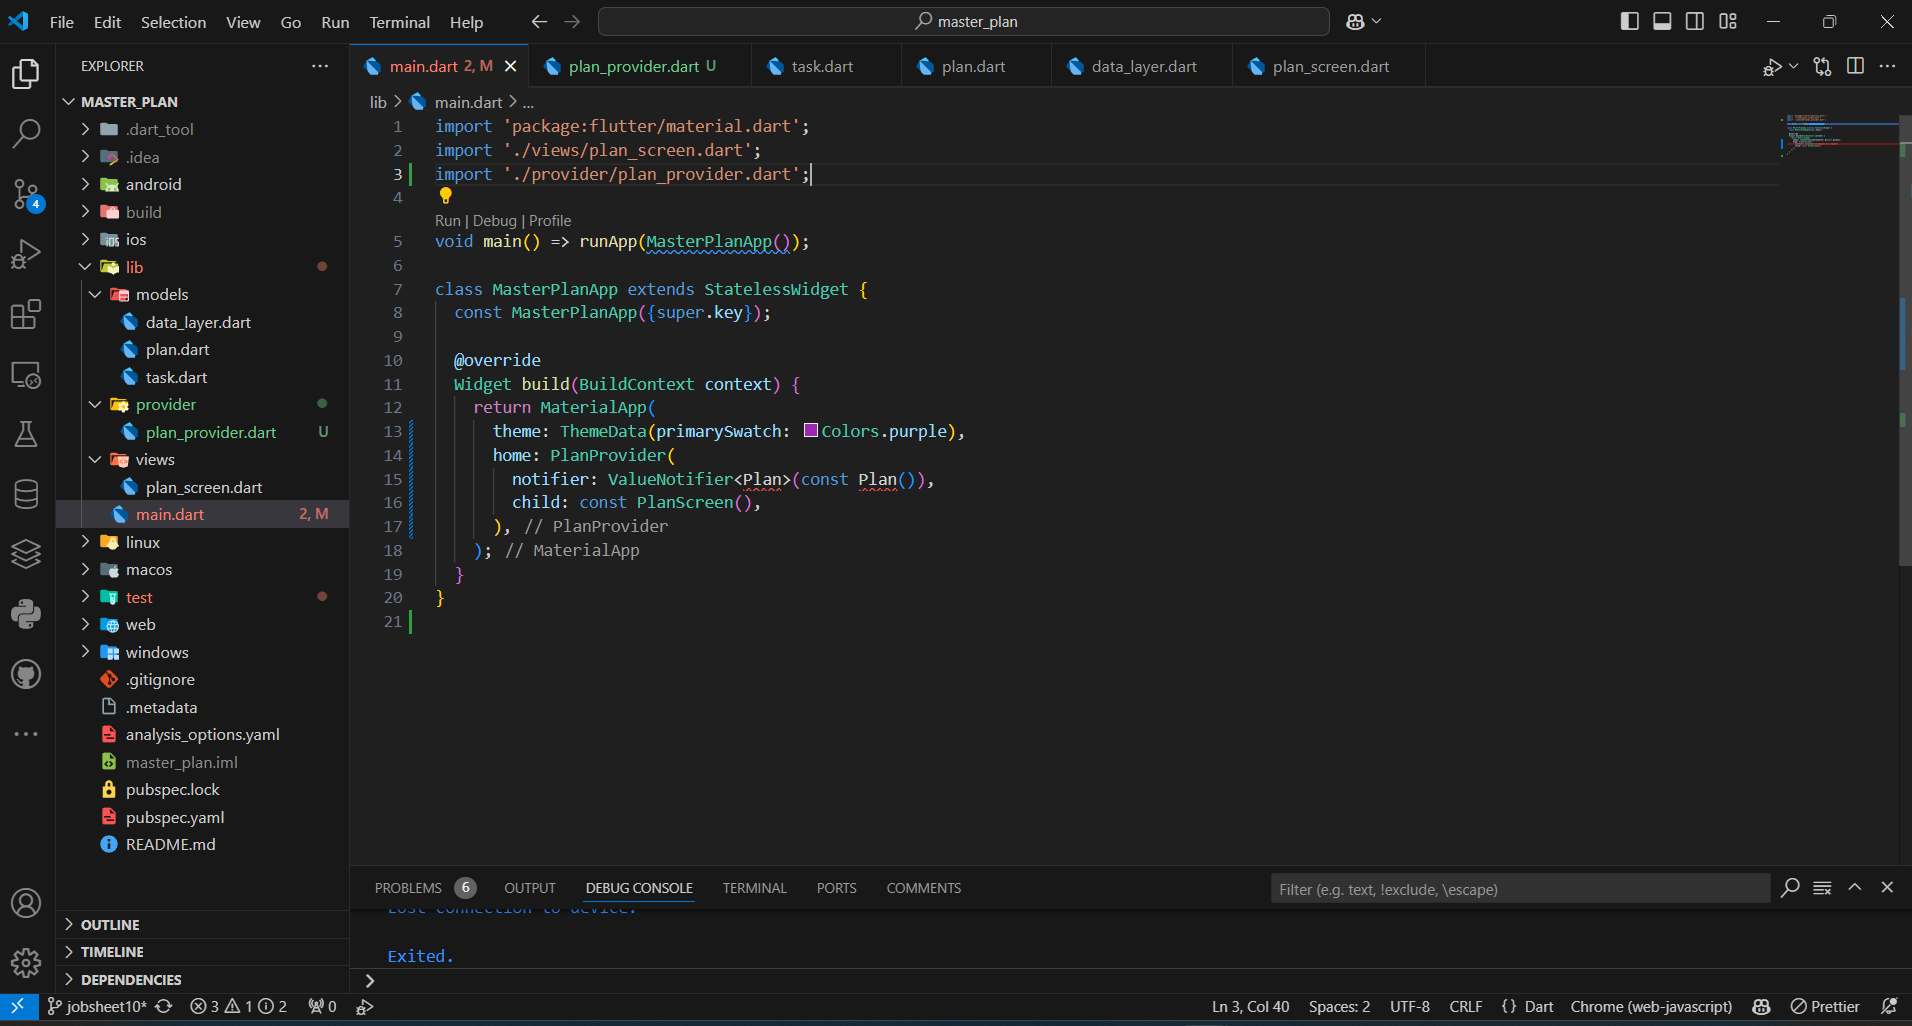 File Edit Selection View Go Run Terminal Help
master_plan
EXPLORER
MASTER_PLAN
.dart_tool
.idea
android
build
ios
lib
models
data_layer.dart
plan.dart
task.dart
provider
plan_provider.dart U
views
plan_screen.dart
main.dart 2, M
linux
macos
test
web
windows
.gitignore
.metadata
analysis_options.yaml
master_plan.iml
pubspec.lock
pubspec.yaml
README.md
OUTLINE
TIMELINE
DEPENDENCIES
4
main.dart 2, M
plan_provider.dart U
task.dart
plan.dart
data_layer.dart
plan_screen.dart
lib > main.dart > ...
1 import 'package:flutter/material.dart';
2 import './views/plan_screen.dart';
3 import './provider/plan_provider.dart';
4
Run | Debug | Profile
5 void main() => runApp(MasterPlanApp());
6
7 class MasterPlanApp extends StatelessWidget {
8 const MasterPlanApp({super.key});
9
10 @override
11 Widget build(BuildContext context) {
12 return MaterialApp(
13 theme: ThemeData(primarySwatch: Colors.purple),
14 home: PlanProvider(
15 notifier: ValueNotifier<Plan>(const Plan()),
16 child: const PlanScreen(),
17 ), // PlanProvider
18 ); // MaterialApp
19 }
20 }
21
PROBLEMS 6 OUTPUT DEBUG CONSOLE TERMINAL PORTS COMMENTS
Filter (e.g. text, !exclude, \escape)
Lost connection to device.
Exited.
>
jobsheet10* 3 1 2 0
Ln 3, Col 40 Spaces: 2 UTF-8 CRLF {} Dart Chrome (web-javascript) Prettier